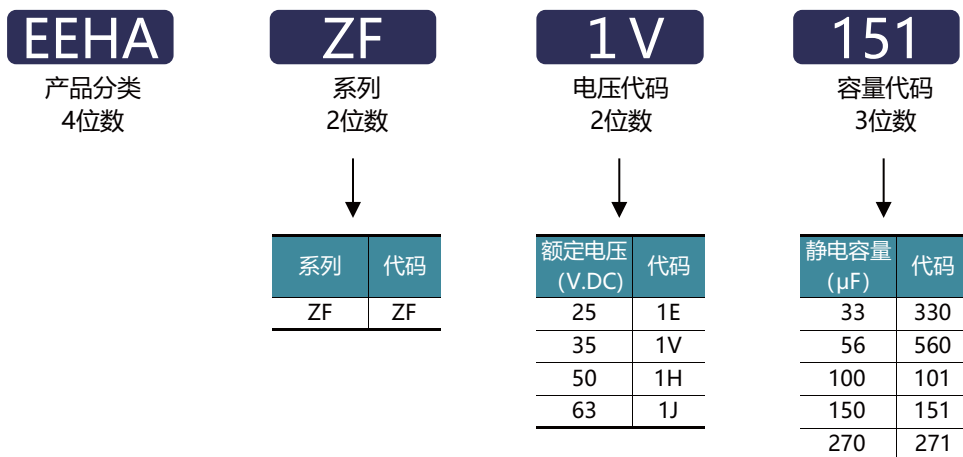 EEHA ZF 1V 151
产品分类 系列 电压代码 容量代码
4位数 2位数 2位数 3位数
系列 代码
ZF ZF
额定电压 代码
(V.DC)
25 1E
35 1V
50 1H
63 1J
静电容量 代码
(μF)
33 330
56 560
100 101
150 151
270 271